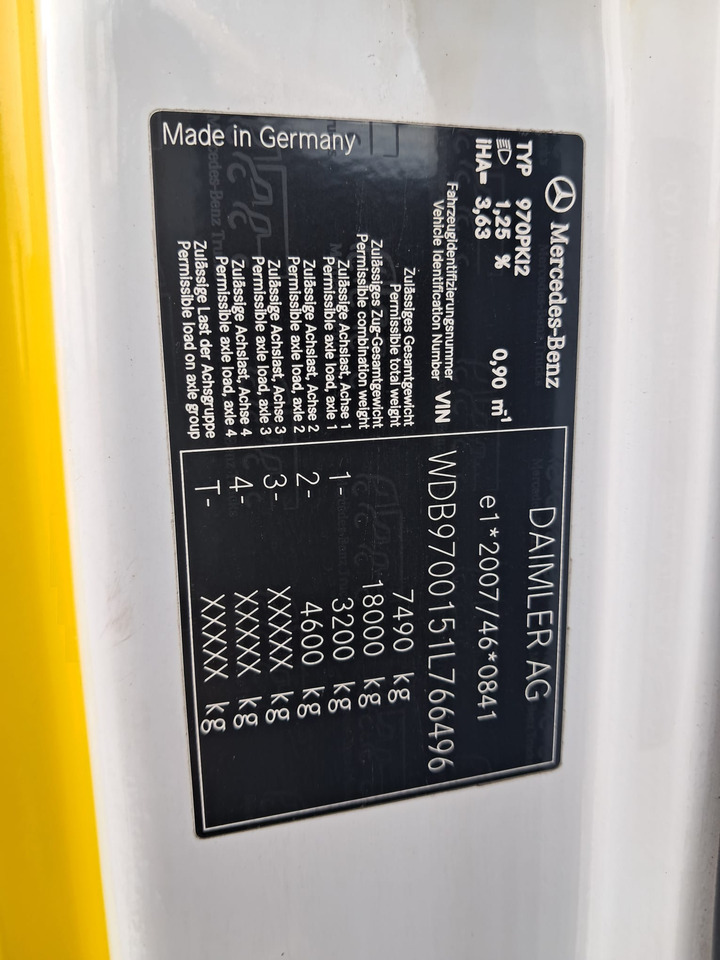 Mercedes-Benz
DAIMLER AG
TYP 970PK12
1,25 % 0,90 m⁻¹
e1*2007/46*0841
iHA= 3,63
Fahrzeugidentifizierungsnummer
Vehicle Identification Number VIN WDB9700151L766496
Zulässiges Gesamtgewicht
Permissible total weight 7490 kg
Zulässiges Zug-Gesamtgewicht
Permissible combination weight 18000 kg
Zulässige Achslast, Achse 1
Permissible axle load, axle 1 1- 3200 kg
Zulässige Achslast, Achse 2
Permissible axle load, axle 2 2- 4600 kg
Zulässige Achslast, Achse 3
Permissible axle load, axle 3 3- XXXXX kg
Zulässige Achslast, Achse 4
Permissible axle load, axle 4 4- XXXXX kg
Zulässige Last der Achsgruppe
Permissible load on axle group T- XXXXX kg
Made in Germany